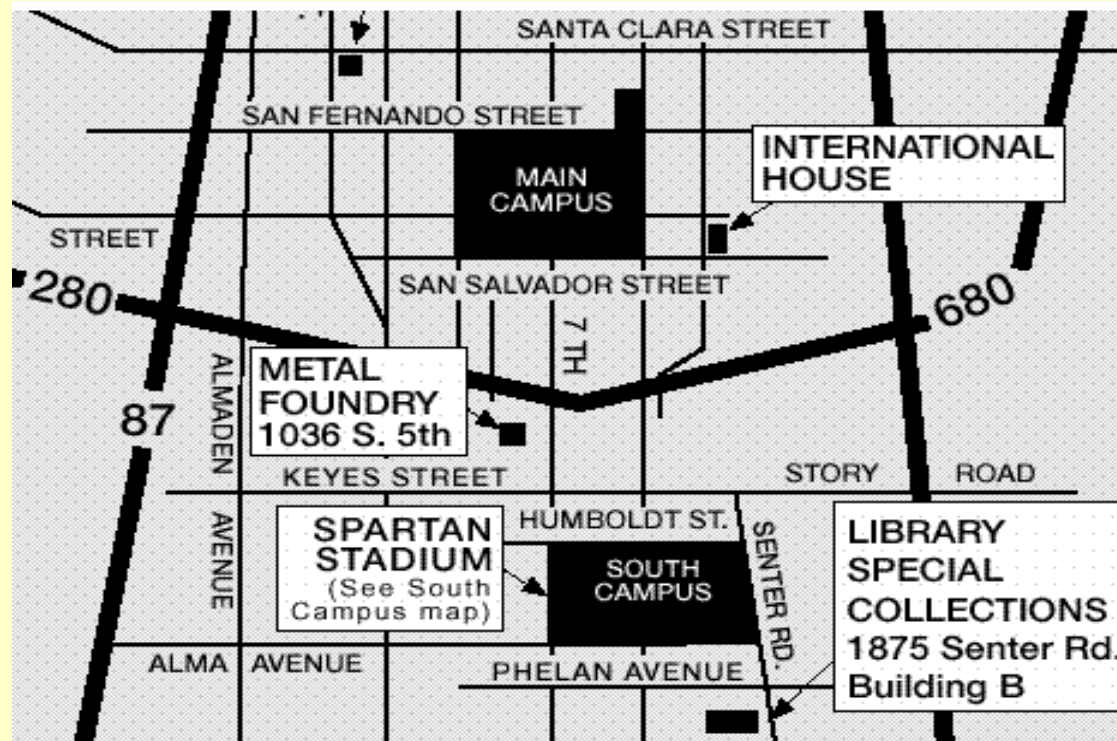 SANTA CLARA STREET
SAN FERNANDO STREET
INTERNATIONAL
HOUSE
MAIN
CAMPUS
STREET
SAN SALVADOR STREET
280
680
7 TH
METAL
FOUNDRY
1036 S. 5th
ALMADEN
87
KEYES STREET
STORY ROAD
HUMBOLDT ST.
SPARTAN
STADIUM
(See South
Campus map)
SOUTH
CAMPUS
SENTER RD.
LIBRARY
SPECIAL
COLLECTIONS
1875 Senter Rd.
Building B
AVENUE
ALMA AVENUE
PHELAN AVENUE